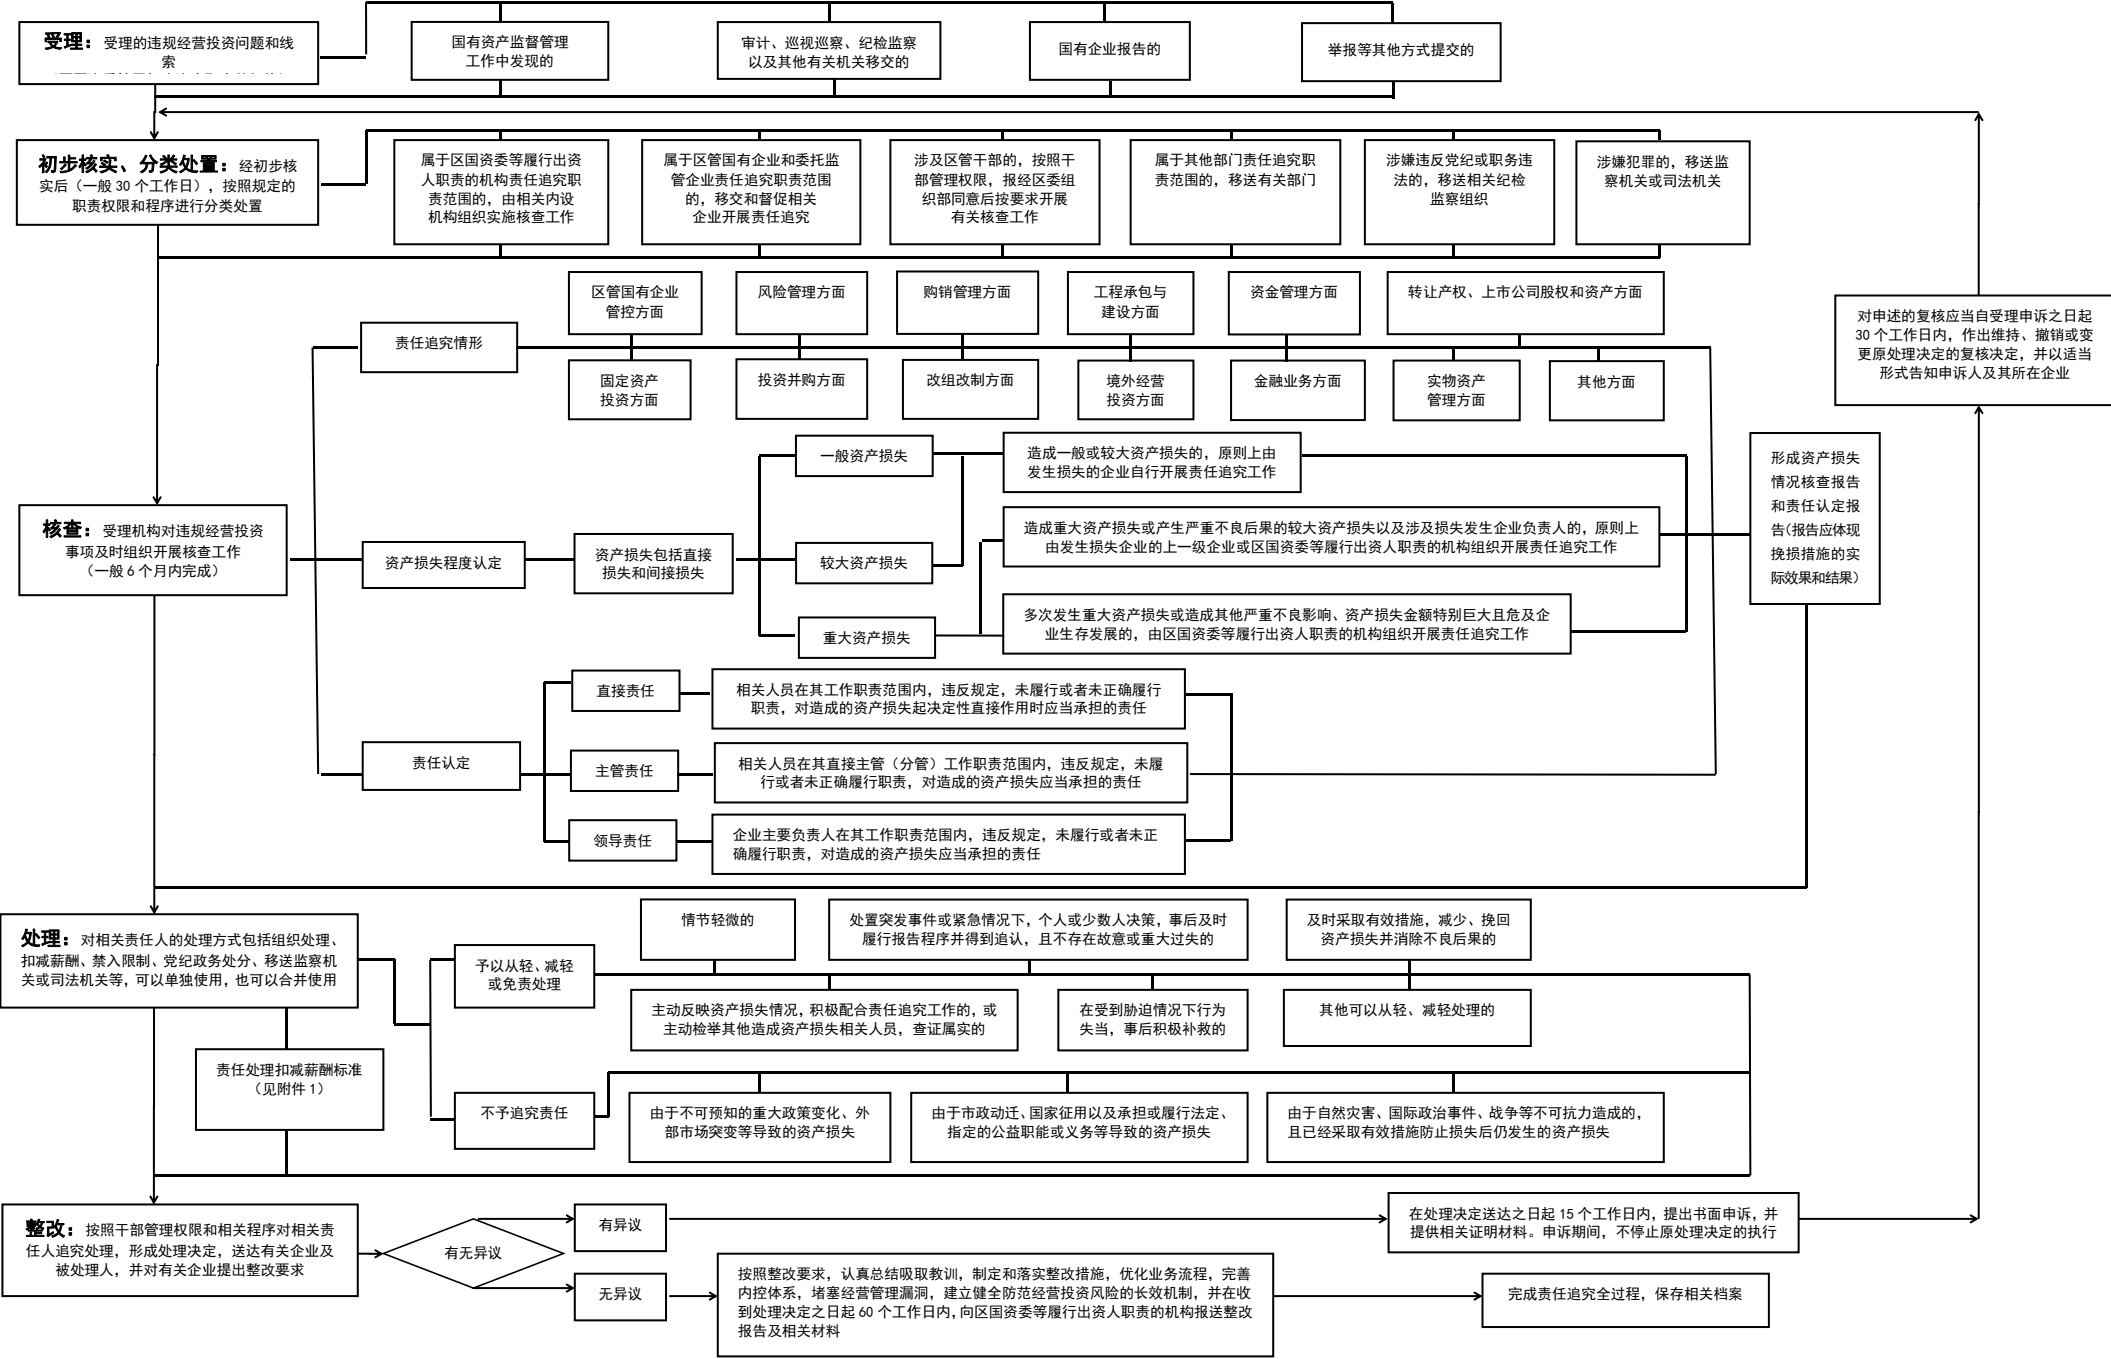 受理：受理的违规经营投资问题和线
索
国有资产监督管理
工作中发现的
审计、巡视巡察、纪检监察
以及其他有关机关移交的
国有企业报告的
举报等其他方式提交的
初步核实、分类处置：经初步核
实后（一般 30 个工作日），按照规定的
职责权限和程序进行分类处置
属于区国资委等履行出资
人职责的机构责任追究职
责范围的，由相关内设
机构组织实施核查工作
属于区管国有企业和委托监
管企业责任追究职责范围
的，移交和督促相关
企业开展责任追究
涉及区管干部的，按照干
部管理权限，报经区委组
织部同意后按要求开展
有关核查工作
属于其他部门责任追究职
责范围的，移送有关部门
涉嫌违反党纪或职务违
法的，移送相关纪检
监察组织
涉嫌犯罪的，移送监
察机关或司法机关
区管国有企业
管控方面
风险管理方面
购销管理方面
工程承包与
建设方面
资金管理方面
转让产权、上市公司股权和资产方面
责任追究情形
固定资产
投资方面
投资并购方面
改组改制方面
境外经营
投资方面
金融业务方面
实物资产
管理方面
其他方面
对申述的复核应当自受理申诉之日起
30 个工作日内，作出维持、撤销或变
更原处理决定的复核决定，并以适当
形式告知申诉人及其所在企业
核查：受理机构对违规经营投资
事项及时组织开展核查工作
（一般 6 个月内完成）
资产损失程度认定
资产损失包括直接
损失和间接损失
一般资产损失
较大资产损失
重大资产损失
造成一般或较大资产损失的，原则上由
发生损失的企业自行开展责任追究工作
造成重大资产损失或产生严重不良后果的较大资产损失以及涉及损失发生企业负责人的，原则上
由发生损失企业的上一级企业或区国资委等履行出资人职责的机构组织开展责任追究工作
多次发生重大资产损失或造成其他严重不良影响、资产损失金额特别巨大且危及企
业生存发展的，由区国资委等履行出资人职责的机构组织开展责任追究工作
形成资产损失
情况核查报告
和责任认定报
告（报告应体现
挽损措施的实
际效果和结果）
责任认定
直接责任
相关人员在其工作职责范围内，违反规定，未履行或者未正确履行
职责，对造成的资产损失起决定性直接作用时应当承担的责任
主管责任
相关人员在其直接主管（分管）工作职责范围内，违反规定，未履
行或者未正确履行职责，对造成的资产损失应当承担的责任
领导责任
企业主要负责人在其工作职责范围内，违反规定，未履行或者未正
确履行职责，对造成的资产损失应当承担的责任
处理：对相关责任人的处理方式包括组织处理、
扣减薪酬、禁入限制、党纪政务处分、移送监察机
关或司法机关等，可以单独使用，也可以合并使用
责任处理扣减薪酬标准
（见附件 1）
予以从轻、减轻
或免责处理
情节轻微的
处置突发事件或紧急情况下，个人或少数人决策，事后及时
履行报告程序并得到追认，且不存在故意或重大过失的
及时采取有效措施，减少、挽回
资产损失并消除不良后果的
主动反映资产损失情况，积极配合责任追究工作的，或
主动检举其他造成资产损失相关人员，查证属实的
在受到胁迫情况下行为
失当，事后积极补救的
其他可以从轻、减轻处理的
不予追究责任
由于不可预知的重大政策变化、外
部市场突变等导致的资产损失
由于市政动迁、国家征用以及承担或履行法定、
指定的公益职能或义务等导致的资产损失
由于自然灾害、国际政治事件、战争等不可抗力造成的，
且已经采取有效措施防止损失后仍发生的资产损失
整改：按照干部管理权限和相关程序对相关责
任人追究处理，形成处理决定，送达有关企业及
被处理人，并对有关企业提出整改要求
有无异议
有异议
在处理决定送达之日起 15 个工作日内，提出书面申诉，并
提供相关证明材料。申诉期间，不停止原处理决定的执行
无异议
按照整改要求，认真总结吸取教训，制定和落实整改措施，优化业务流程，完善
内控体系，堵塞经营管理漏洞，建立健全防范经营投资风险的长效机制，并在收
到处理决定之日起 60 个工作日内，向区国资委等履行出资人职责的机构报送整改
报告及相关材料
完成责任追究全过程，保存相关档案